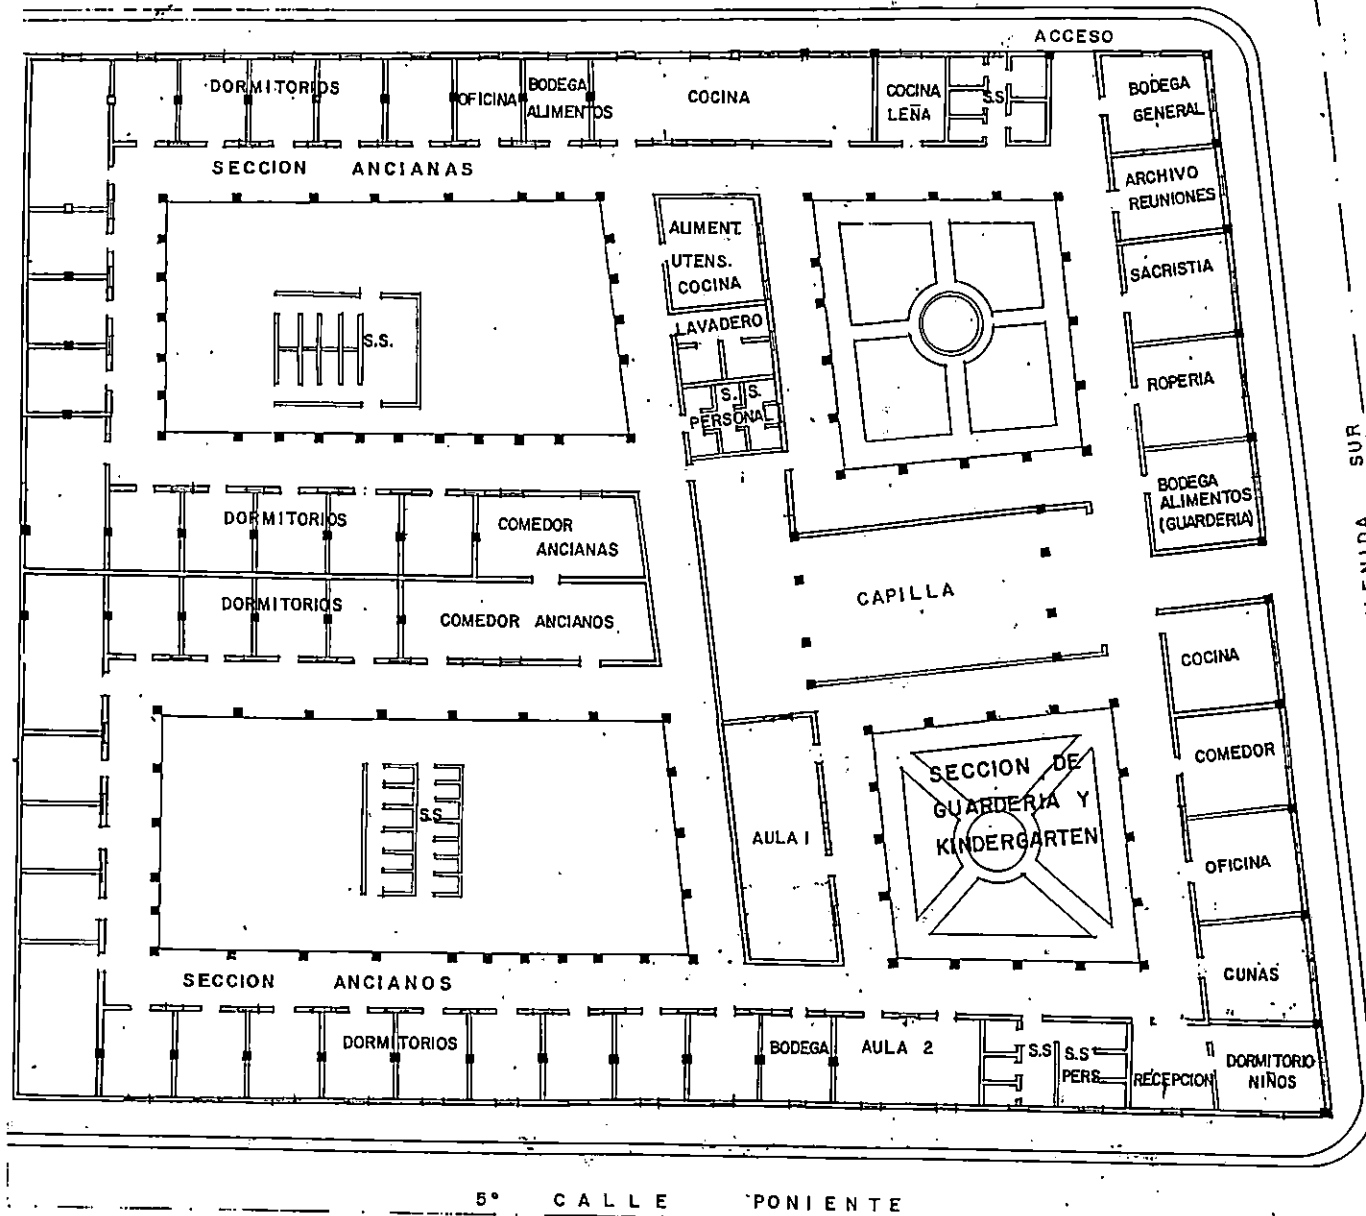 ACCESO
DORMITORIOS
OFICINA
BODEGA
ALIMENTOS
COCINA
COCINA
LEÑA
S.S
BODEGA
GENERAL
SECCION ANCIANAS
ARCHIVO
REUNIONES
ALIMENT.
UTENS.
COCINA
SACRISTIA
LAVADERO
S.S.
ROPERIA
S. S.
PERSONAL
SUR
BODEGA
ALIMENTOS
(GUARDERIA)
DORMITORIOS
COMEDOR
ANCIANAS
CAPILLA
DORMITORIOS
COMEDOR ANCIANOS
COCINA
COMEDOR
SECCION DE
GUARDERIA Y
KINDERGARTEN
S.S
AULA 1
OFICINA
CUNAS
SECCION ANCIANOS
DORMITORIOS
BODEGA
AULA 2
S.S
S.S
PERS.
RECEPCION
DORMITORIO
NIÑOS
5° CALLE PONIENTE